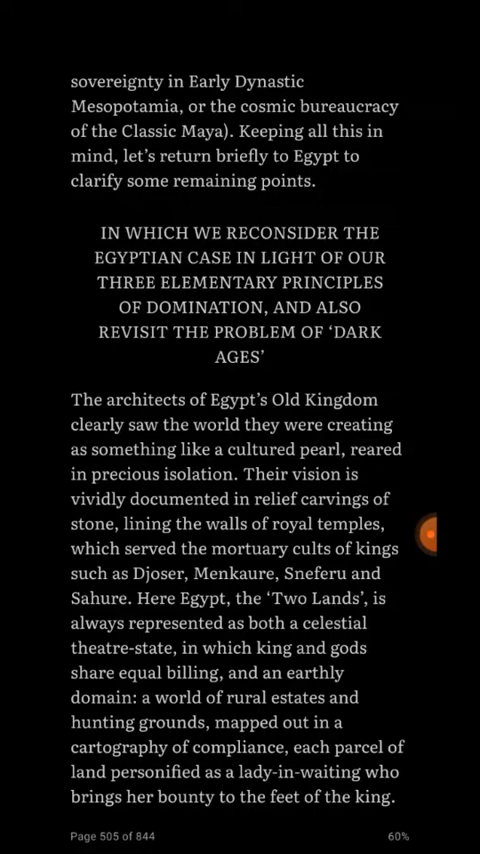 sovereignty in Early Dynastic
Mesopotamia, or the cosmic bureaucracy
of the Classic Maya). Keeping all this in
mind, let’s return briefly to Egypt to
clarify some remaining points.
IN WHICH WE RECONSIDER THE
EGYPTIAN CASE IN LIGHT OF OUR
THREE ELEMENTARY PRINCIPLES
OF DOMINATION, AND ALSO
REVISIT THE PROBLEM OF ‘DARK
AGES’
The architects of Egypt’s Old Kingdom
clearly saw the world they were creating
as something like a cultured pearl, reared
in precious isolation. Their vision is
vividly documented in relief carvings of
stone, lining the walls of royal temples,
which served the mortuary cults of kings
such as Djoser, Menkaure, Sneferu and
Sahure. Here Egypt, the ‘Two Lands’, is
always represented as both a celestial
theatre-state, in which king and gods
share equal billing, and an earthly
domain: a world of rural estates and
hunting grounds, mapped out in a
cartography of compliance, each parcel of
land personified as a lady-in-waiting who
brings her bounty to the feet of the king.
Page 505 of 844
60%